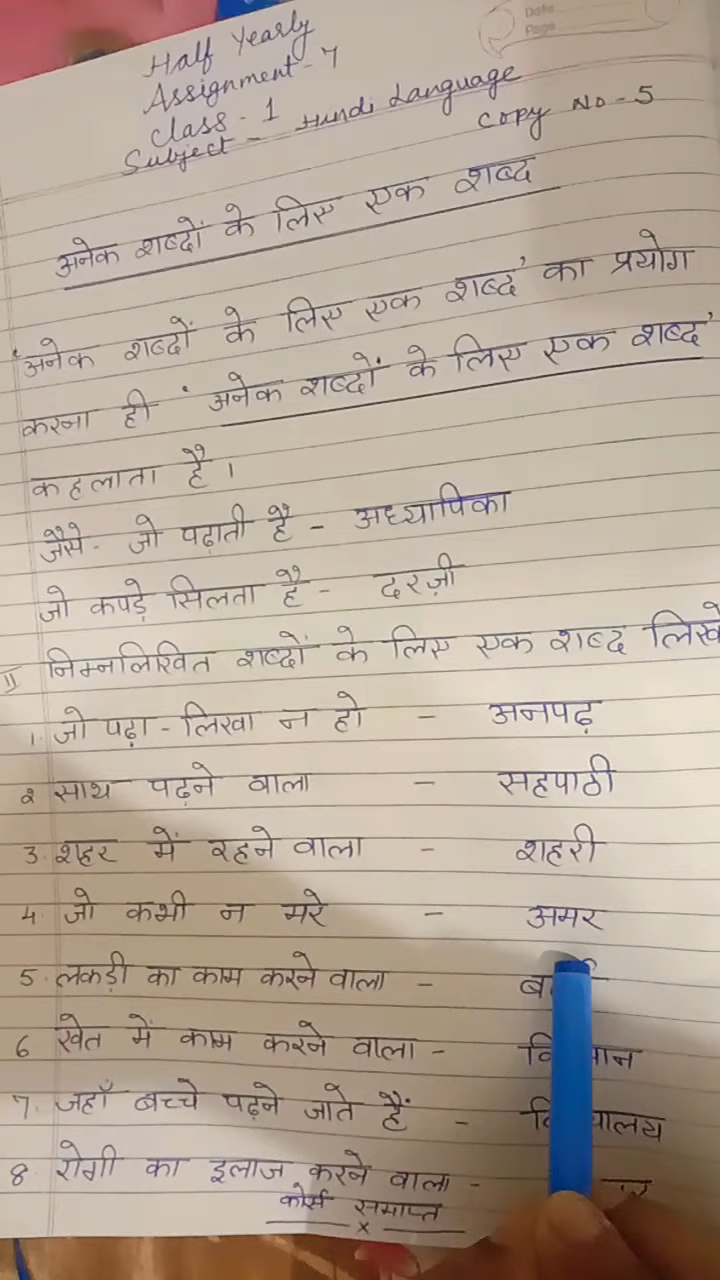 Date
Page
Half Yearly
Assignment - 7
Class - 1
Subject - Hindi Language
Copy No - 5
अनेक शब्दों के लिए एक शब्द
'अनेक शब्दों के लिए एक शब्द' का प्रयोग
करना ही 'अनेक शब्दों के लिए एक शब्द'
कहलाता है।
जैसे - जो पढ़ाती है - अध्यापिका
जो कपड़े सिलता है - दरज़ी
II निम्नलिखित शब्दों के लिए एक शब्द लिखे
1. जो पढ़ा - लिखा न हो - अनपढ़
2 साथ पढ़ने वाला - सहपाठी
3. शहर में रहने वाला - शहरी
4. जो कभी न मरे - अमर
5. लकड़ी का काम करने वाला -
6 खेत में काम करने वाला -
7. जहाँ बच्चे पढ़ने जाते हैं -
8 रोगी का इलाज करने वाला -
कोर्स समाप्त
x